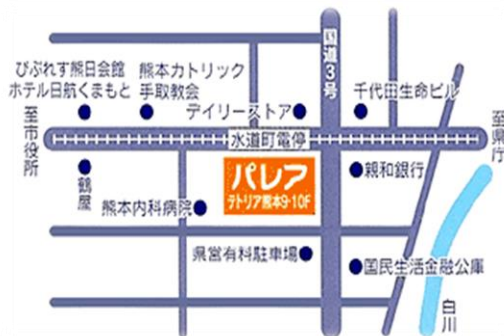 国道3号
びぷれす熊日会館
ホテル日航くまもと
熊本カトリック
手取教会
デイリーストア
千代田生命ビル
至市役所
水道町電停
至県庁
鶴屋
パレア
テトリア熊本9・10F
親和銀行
熊本内科病院
県営有料駐車場
国民生活金融公庫
白川